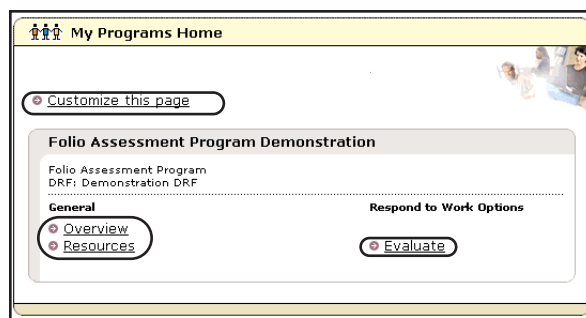 My Programs Home
Customize this page
Folio Assessment Program Demonstration
Folio Assessment Program
DRF: Demonstration DRF
General
Respond to Work Options
Overview
Resources
Evaluate